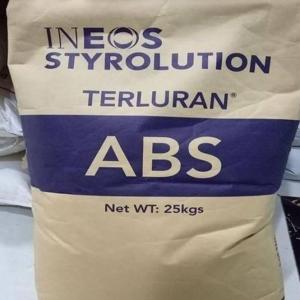 INEOS
STYROLUTION
TERLURAN®
ABS
Net WT: 25kgs